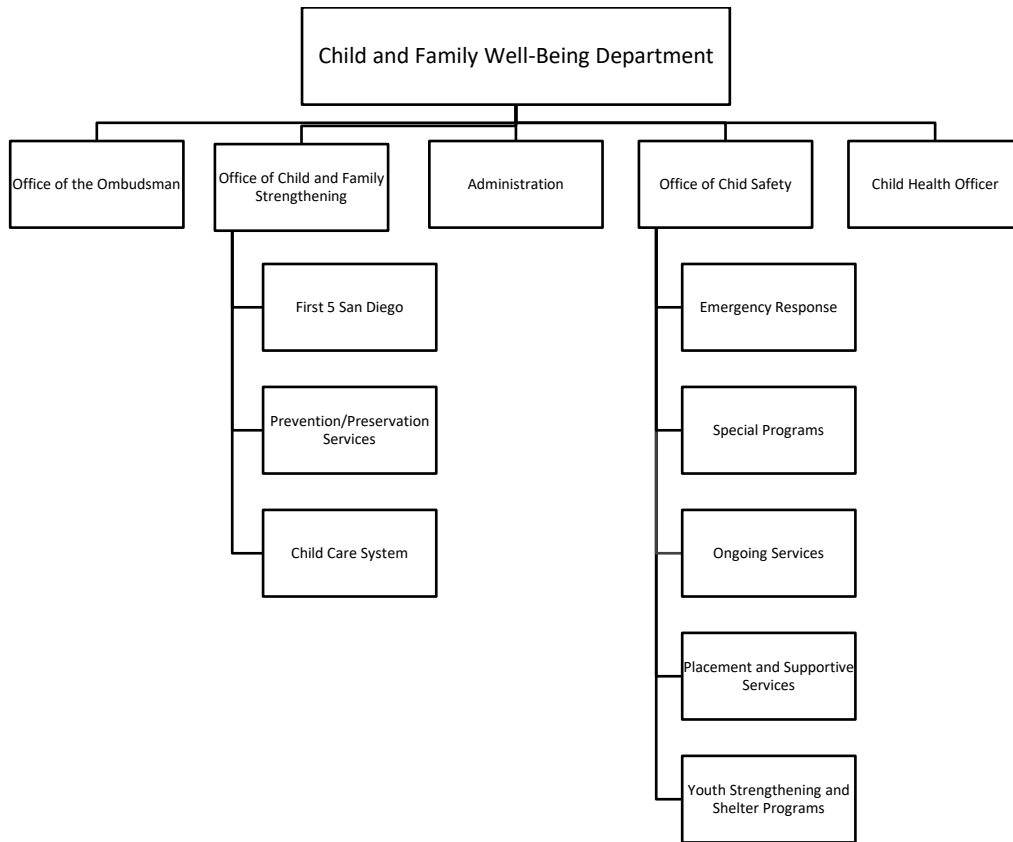 Child and Family Well-Being Department
Office of the Ombudsman
Office of Child and Family
Strengthening
Administration
Office of Chid Safety
Child Health Officer
First 5 San Diego
Prevention/Preservation
Services
Child Care System
Emergency Response
Special Programs
Ongoing Services
Placement and Supportive
Services
Youth Strengthening and
Shelter Programs